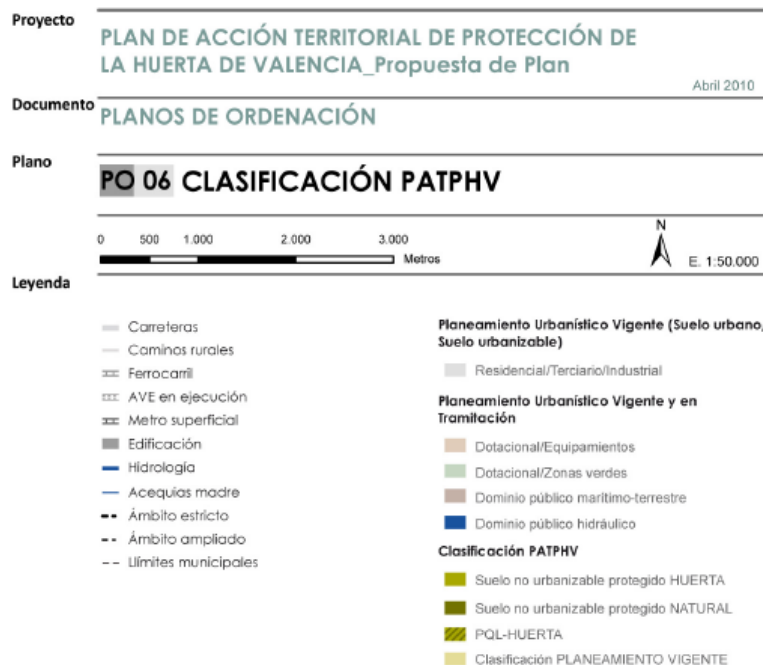 Proyecto
PLAN DE ACCIÓN TERRITORIAL DE PROTECCIÓN DE
LA HUERTA DE VALENCIA_Propuesta de Plan
Abril 2010
Documento
PLANOS DE ORDENACIÓN
Plano
PO 06 CLASIFICACIÓN PATPHV
0 500 1.000 2.000 3.000
Metros
N
E. 1:50.000
Leyenda
Carreteras
Caminos rurales
Ferrocarril
AVE en ejecución
Metro superficial
Edificación
Hidrología
Acequias madre
Ámbito estricto
Ámbito ampliado
Llímites municipales
Planeamiento Urbanístico Vigente (Suelo urbano,
Suelo urbanizable)
Residencial/Terciario/Industrial
Planeamiento Urbanístico Vigente y en
Tramitación
Dotacional/Equipamientos
Dotacional/Zonas verdes
Dominio público marítimo-terrestre
Dominio público hidráulico
Clasificación PATPHV
Suelo no urbanizable protegido HUERTA
Suelo no urbanizable protegido NATURAL
PQL-HUERTA
Clasificación PLANEAMIENTO VIGENTE